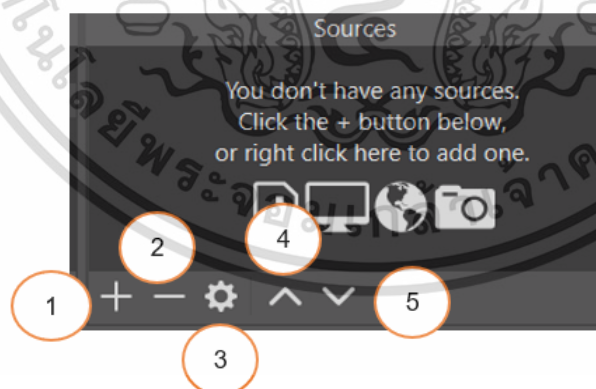 Sources
You don't have any sources.
Click the + button below,
or right click here to add one.
4
2
1
5
3